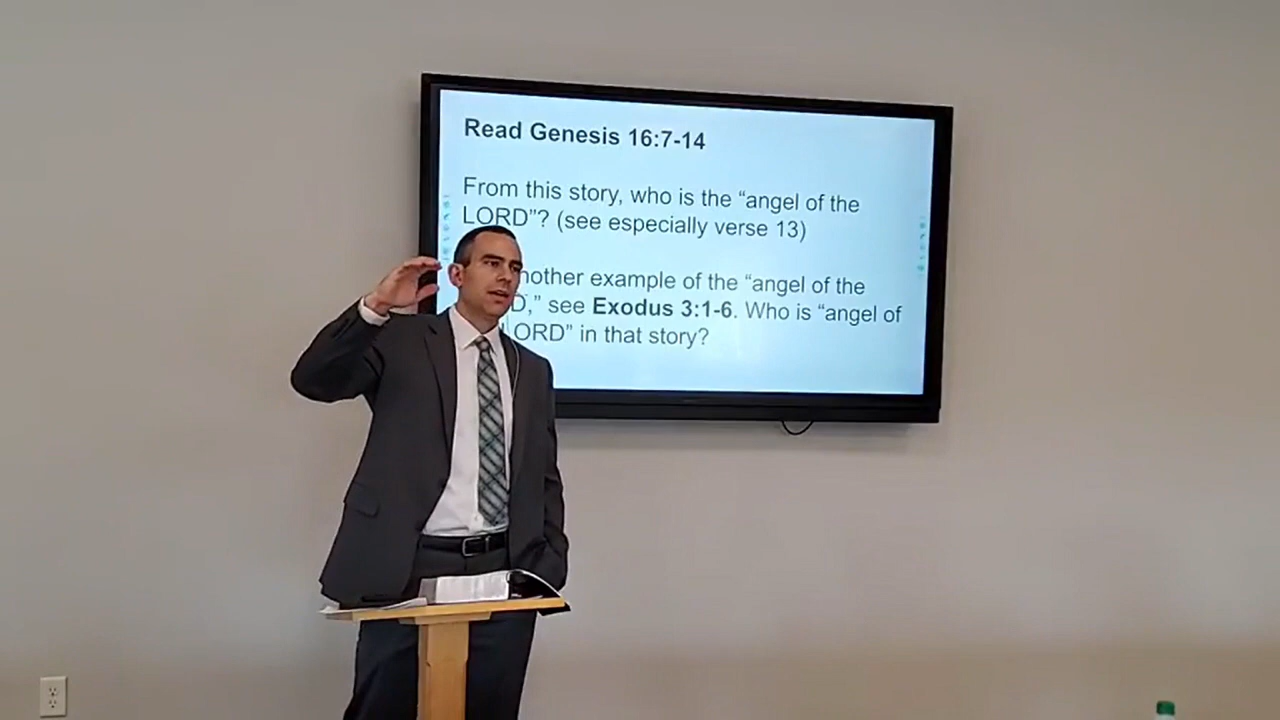 Read Genesis 16:7-14
From this story, who is the “angel of the
LORD”? (see especially verse 13)
example of the “angel of the
see Exodus 3:1-6. Who is “angel of
in that story?